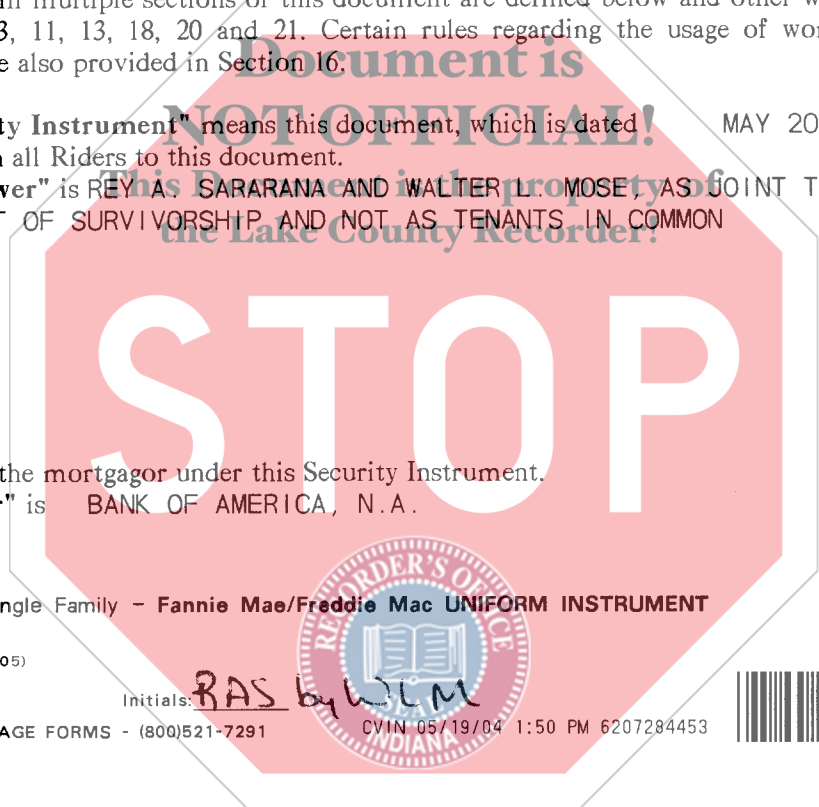 multiple sections of this document are defined below and other w
3, 11, 13, 18, 20 and 21. Certain rules regarding the usage of wor
e also provided in Section 16.
Document is
NOT OFFICIAL!
This Document is the property of
the Lake County Recorder!
ty Instrument" means this document, which is dated MAY 20
all Riders to this document.
wer" is REY A. SARARANA AND WALTER L. MOSE, AS JOINT T
T OF SURVIVORSHIP AND NOT AS TENANTS IN COMMON
STOP
the mortgagor under this Security Instrument.
" is BANK OF AMERICA, N.A.
RECORDER'S OFFICE
SEAL
INDIANA
ngle Family - Fannie Mae/Freddie Mac UNIFORM INSTRUMENT
05)
Initials: RAS by WLM
AGE FORMS - (800)521-7291 CVIN 05/19/04 1:50 PM 6207284453